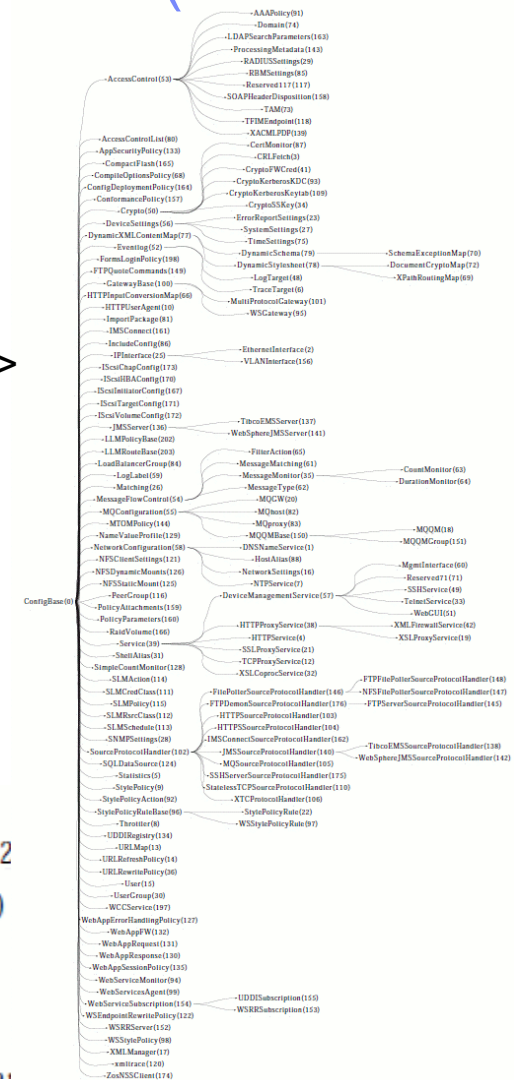 AAAPolicy(91)
Domain(74)
LDAPSearchParameters(163)
ProcessingMetadata(143)
RADIUSSettings(29)
RBMSettings(85)
AccessControl(53)
Reserved117(117)
SOAPHeaderDisposition(158)
TAM(73)
TFIMEndpoint(118)
XACMLPDP(139)
AccessControlList(80)
CertMonitor(87)
AppSecurityPolicy(133)
CRLFetch(3)
CompactFlash(165)
CryptoFWCred(41)
CompileOptionsPolicy(68)
CryptoKerberosKDC(93)
ConfigDeploymentPolicy(164)
CryptoKerberosKeytab(109)
ConformancePolicy(157)
CryptoSSKey(34)
Crypto(50)
ErrorReportSettings(23)
DeviceSettings(56)
SystemSettings(27)
DynamicXMLContentMap(77)
TimeSettings(75)
Eventlog(52)
DynamicSchema(79)
SchemaExceptionMap(70)
FormsLoginPolicy(198)
DynamicStylesheet(78)
DocumentCryptoMap(72)
FTPQuoteCommands(149)
LogTarget(48)
XPathRoutingMap(69)
GatewayBase(100)
TraceTarget(6)
HTTPInputConversionMap(66)
MultiProtocolGateway(101)
HTTPUserAgent(10)
WSGateway(95)
ImportPackage(81)
IMSConnect(161)
IncludeConfig(86)
EthernetInterface(2)
IPInterface(25)
VLANInterface(156)
IScsiChapConfig(173)
IScsiHBAConfig(170)
IScsiInitiatorConfig(167)
IScsiTargetConfig(171)
IScsiVolumeConfig(172)
TibcoEMSServer(137)
JMSServer(136)
WebSphereJMSServer(141)
LLMPolicyBase(202)
LLMRouteBase(203)
FilterAction(65)
LoadBalancerGroup(84)
MessageMatching(61)
LogLabel(59)
MessageMonitor(35)
CountMonitor(63)
Matching(26)
MessageType(62)
DurationMonitor(64)
MessageFlowControl(54)
MQGW(20)
MQConfiguration(55)
MQhost(82)
MTOMPolicy(144)
MQproxy(83)
NameValueProfile(129)
MQQMBase(150)
MQQM(18)
NetworkConfiguration(58)
DNSNameService(1)
MQQMGroup(151)
NFSClientSettings(121)
HostAlias(88)
NFSDynamicMounts(126)
NetworkSettings(16)
MgmtInterface(60)
NFSStaticMount(125)
NTPService(7)
Reserved71(71)
PeerGroup(116)
DeviceManagementService(57)
SSHService(49)
ConfigBase(0)
PolicyAttachments(159)
TelnetService(33)
PolicyParameters(160)
WebGUI(51)
RaidVolume(166)
HTTPProxyService(38)
XMLFirewallService(42)
Service(39)
HTTPService(4)
XSLProxyService(19)
ShellAlias(31)
SSLProxyService(21)
SimpleCountMonitor(128)
TCPProxyService(12)
SLMAction(114)
XSLCoprocService(32)
FTPFilePollerSourceProtocolHandler(148)
SLMCredClass(111)
FilePollerSourceProtocolHandler(146)
NFSFilePollerSourceProtocolHandler(147)
SLMPolicy(115)
FTPDemonSourceProtocolHandler(176)
FTPServerSourceProtocolHandler(145)
SLMRsrcClass(112)
HTTPSourceProtocolHandler(103)
SLMSchedule(113)
HTTPSSourceProtocolHandler(104)
SNMPSettings(28)
IMSConnectSourceProtocolHandler(162)
SourceProtocolHandler(102)
JMSSourceProtocolHandler(140)
TibcoEMSSourceProtocolHandler(138)
SQLDataSource(124)
MQSourceProtocolHandler(105)
WebSphereJMSSourceProtocolHandler(142)
Statistics(5)
SSHServerSourceProtocolHandler(175)
StylePolicy(9)
StatelessTCPSourceProtocolHandler(110)
StylePolicyAction(92)
XTCProtocolHandler(106)
StylePolicyRuleBase(96)
StylePolicyRule(22)
Throttler(8)
WSStylePolicyRule(97)
UDDIRegistry(134)
URLMap(13)
URLRefreshPolicy(14)
URLRewritePolicy(36)
User(15)
UserGroup(30)
WCCService(197)
WebAppErrorHandlingPolicy(127)
WebAppFW(132)
WebAppRequest(131)
WebAppResponse(130)
WebAppSessionPolicy(135)
WebServiceMonitor(94)
WebServicesAgent(99)
UDDISubscription(155)
WebServiceSubscription(154)
WSRRSubscription(153)
WSEndpointRewritePolicy(122)
WSRRServer(152)
WSStylePolicy(98)
XMLManager(17)
xmltrace(120)
ZosNSSClient(174)